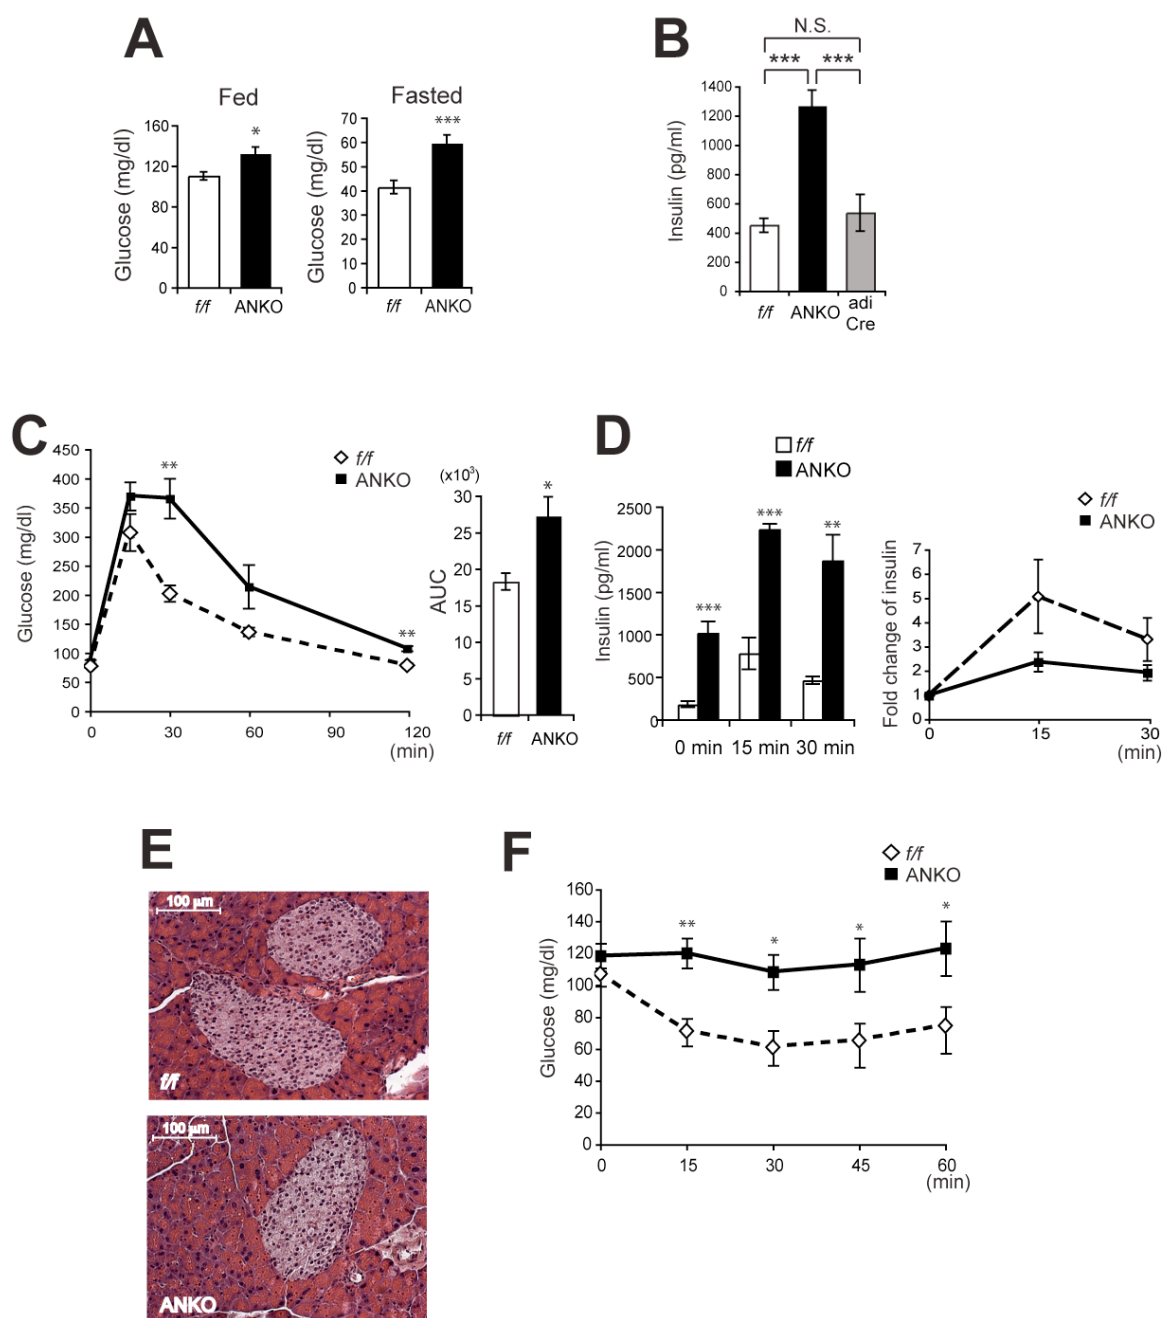 A
Fed
Glucose (mg/dl)
160
120
80
40
0
*
f/f
ANKO
Fasted
Glucose (mg/dl)
70
60
50
40
30
20
10
0
***
f/f
ANKO
B
N.S.
*** ***
Insulin (pg/ml)
1400
1200
1000
800
600
400
200
0
f/f
ANKO
adi
Cre
C
Glucose (mg/dl)
450
400
350
300
250
200
150
100
50
0
**
**
f/f
ANKO
0 30 60 90 120
(min)
(x10³)
AUC
30
20
10
0
*
f/f
ANKO
D
f/f
ANKO
Insulin (pg/ml)
2500
2000
1500
1000
500
0
***
***
**
0 min 15 min 30 min
f/f
ANKO
Fold change of insulin
7
6
5
4
3
2
1
0
0 15 30
(min)
E
100 µm
f/f
100 µm
ANKO
F
f/f
ANKO
Glucose (mg/dl)
160
140
120
100
80
60
40
20
0
** * * *
0 15 30 45 60
(min)